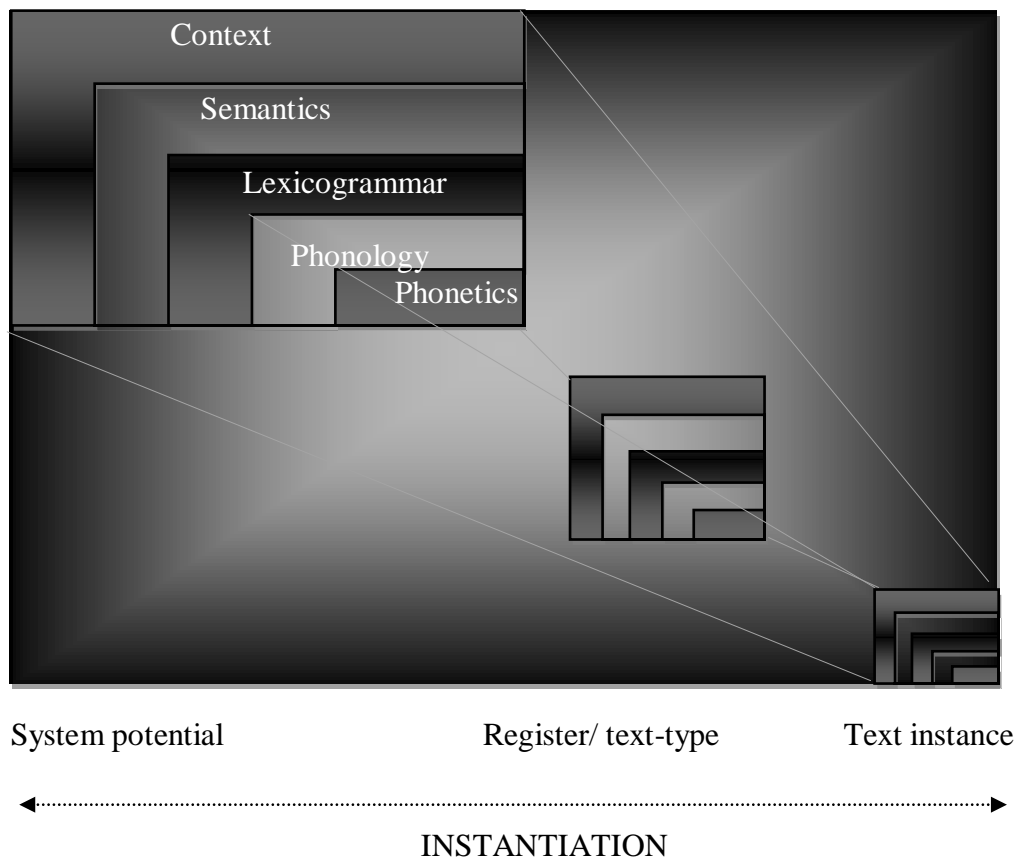 Context
Semantics
Lexicogrammar
Phonology
Phonetics
System potential Register/ text-type Text instance
INSTANTIATION